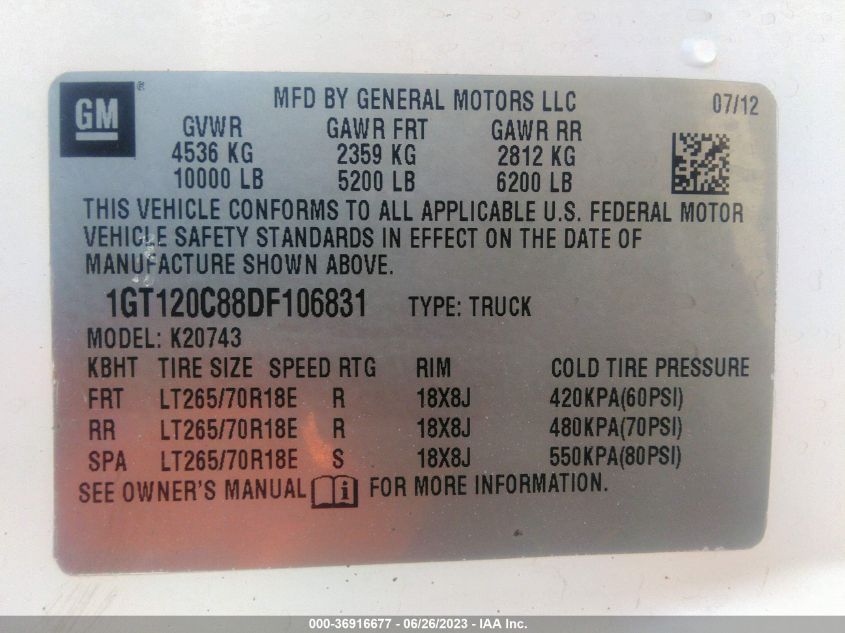 GM ® MFD BY GENERAL MOTORS LLC 07/12
GVWR GAWR FRT GAWR RR
4536 KG 2359 KG 2812 KG
10000 LB 5200 LB 6200 LB
THIS VEHICLE CONFORMS TO ALL APPLICABLE U.S. FEDERAL MOTOR
VEHICLE SAFETY STANDARDS IN EFFECT ON THE DATE OF
MANUFACTURE SHOWN ABOVE.
1GT120C88DF106831 TYPE: TRUCK
MODEL: K20743
KBHT TIRE SIZE SPEED RTG RIM COLD TIRE PRESSURE
FRT LT265/70R18E R 18X8J 420KPA(60PSI)
RR LT265/70R18E R 18X8J 480KPA(70PSI)
SPA LT265/70R18E S 18X8J 550KPA(80PSI)
SEE OWNER'S MANUAL i FOR MORE INFORMATION.
000-36916677 - 06/26/2023 - IAA Inc.